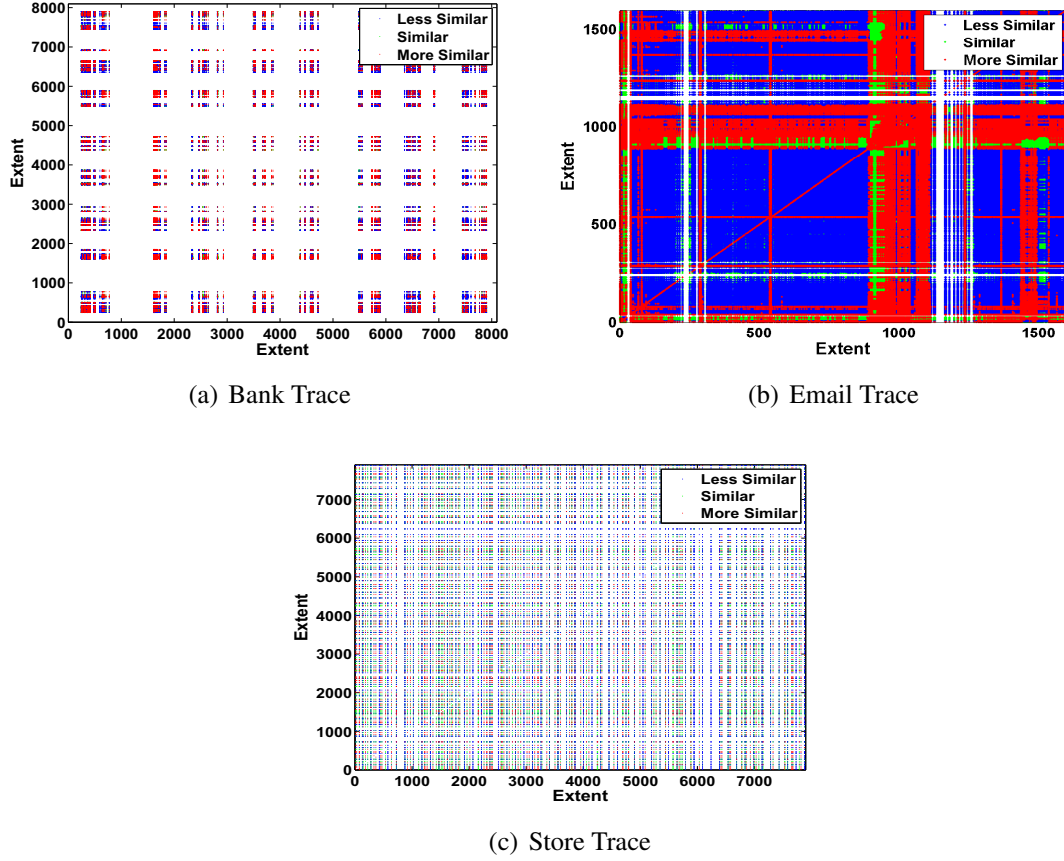 8000
7000
6000
5000
4000
3000
2000
1000
0
Extent
Less Similar
Similar
More Similar
0 1000 2000 3000 4000 5000 6000 7000 8000
Extent
(a) Bank Trace
1500
1000
500
0
Extent
Less Similar
Similar
More Similar
0 500 1000 1500
Extent
(b) Email Trace
7000
6000
5000
4000
3000
2000
1000
0
Extent
Less Similar
Similar
More Similar
0 1000 2000 3000 4000 5000 6000 7000
Extent
(c) Store Trace